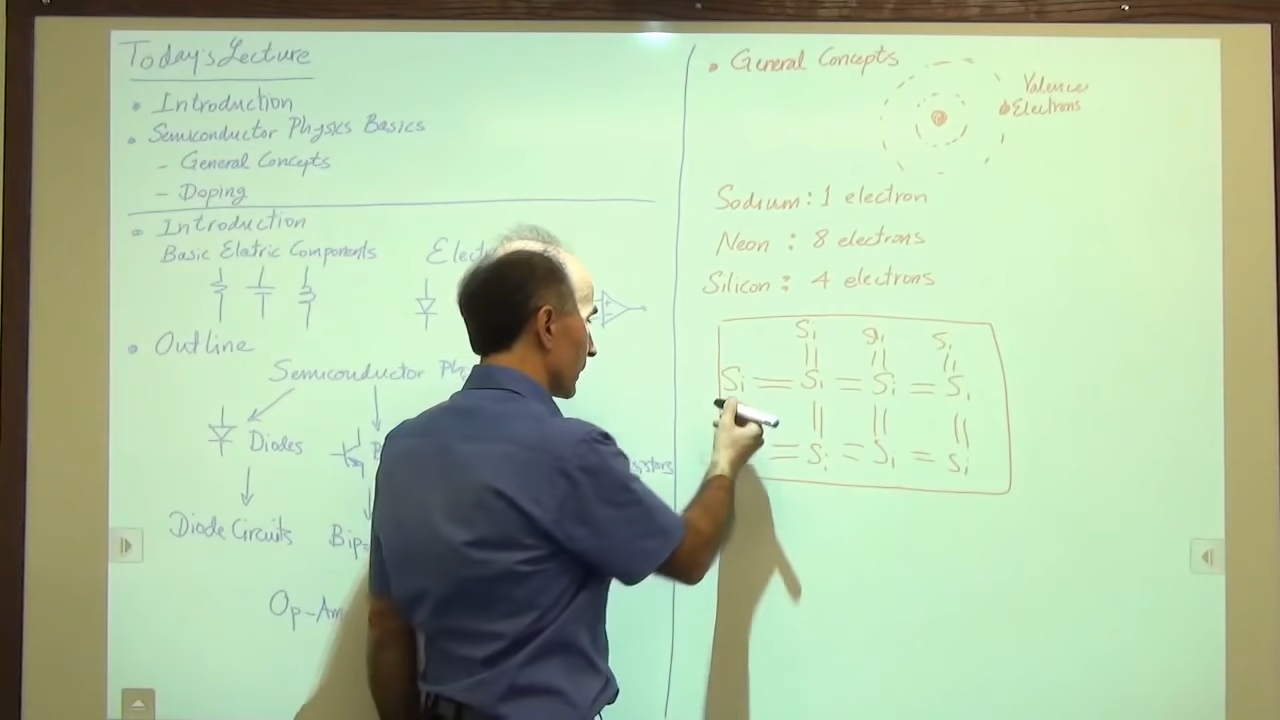 Today's Lecture
• Introduction
• Semiconductor Physics Basics
– General Concepts
– Doping
• Introduction
Basic Eletric Components
• Outline
Semiconductor
Diodes
Diode Circuits
• General Concepts
Valence
Electrons
Sodium: 1 electron
Neon : 8 electrons
Silicon: 4 electrons
Si Si Si
Si = Si = Si = Si
= Si = Si = Si